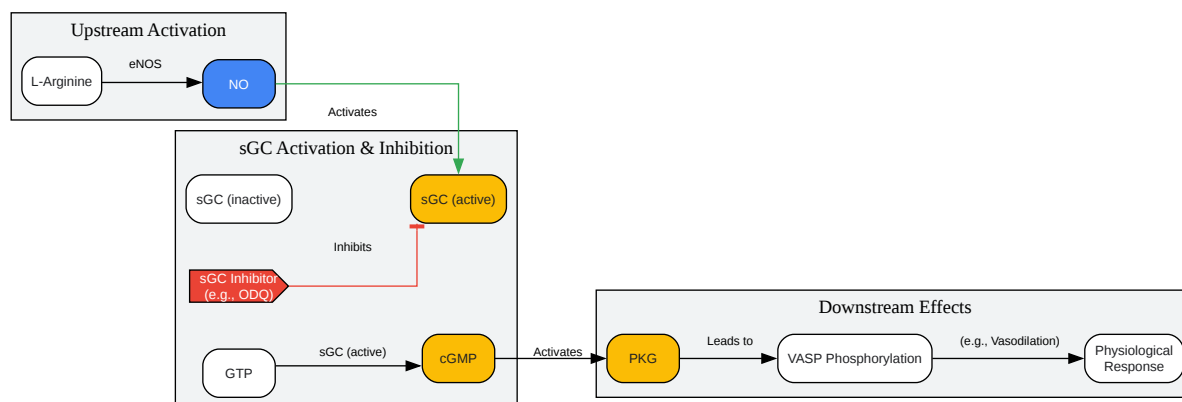 Upstream Activation
L-Arginine
eNOS
NO
Activates
sGC Activation & Inhibition
sGC (inactive)
sGC (active)
Inhibits
sGC Inhibitor
(e.g., ODQ)
GTP
sGC (active)
cGMP
Activates
Downstream Effects
PKG
Leads to
VASP Phosphorylation
(e.g., Vasodilation)
Physiological
Response